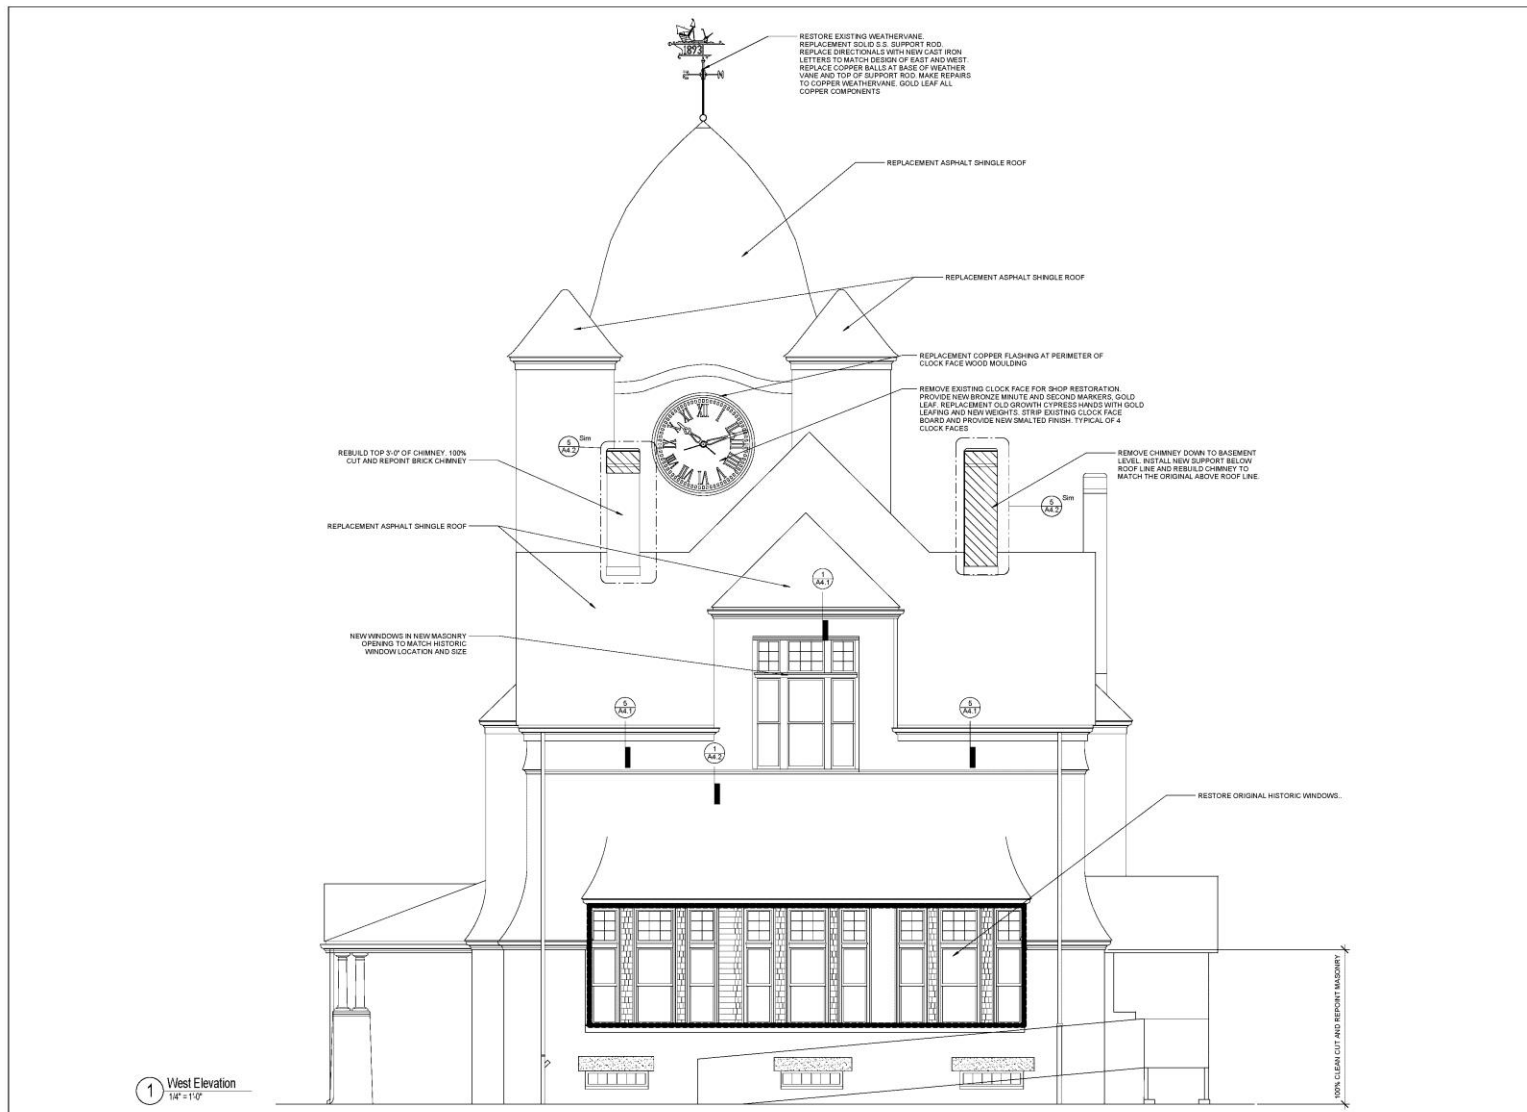 RESTORE EXISTING WEATHERVANE.
REPLACEMENT SOLID S.S. SUPPORT ROD.
REPLACE DIRECTIONALS WITH NEW CAST IRON
LETTERS TO MATCH DESIGN OF EAST AND WEST.
REPLACE COPPER BALLS AT BASE OF WEATHER
VANE AND TOP OF SUPPORT ROD. MAKE REPAIRS
TO COPPER WEATHERVANE. GOLD LEAF ALL
COPPER COMPONENTS
1893
N
REPLACEMENT ASPHALT SHINGLE ROOF
REPLACEMENT ASPHALT SHINGLE ROOF
REPLACEMENT COPPER FLASHING AT PERIMETER OF
CLOCK FACE WOOD MOULDING
REMOVE EXISTING CLOCK FACE FOR SHOP RESTORATION.
PROVIDE NEW BRONZE MINUTE AND SECOND MARKERS, GOLD
LEAF. REPLACEMENT OLD GROWTH CYPRESS HANDS WITH GOLD
LEAFING AND NEW WEIGHTS. STRIP EXISTING CLOCK FACE
BOARD AND PROVIDE NEW SMALTED FINISH. TYPICAL OF 4
CLOCK FACES
XII
I
II
III
IIII
V
VI
VII
VIII
IX
X
XI
5
A4.2
Sim
REBUILD TOP 3'-0" OF CHIMNEY. 100%
CUT AND REPOINT BRICK CHIMNEY
REMOVE CHIMNEY DOWN TO BASEMENT
LEVEL. INSTALL NEW SUPPORT BELOW
ROOF LINE AND REBUILD CHIMNEY TO
MATCH THE ORIGINAL ABOVE ROOF LINE.
5
A4.2
Sim
REPLACEMENT ASPHALT SHINGLE ROOF
1
A4.1
NEW WINDOWS IN NEW MASONRY
OPENING TO MATCH HISTORIC
WINDOW LOCATION AND SIZE
5
A4.1
5
A4.1
1
A4.2
RESTORE ORIGINAL HISTORIC WINDOWS..
100% CLEAN CUT AND REPOINT MASONRY
1
West Elevation
1/4" = 1'-0"